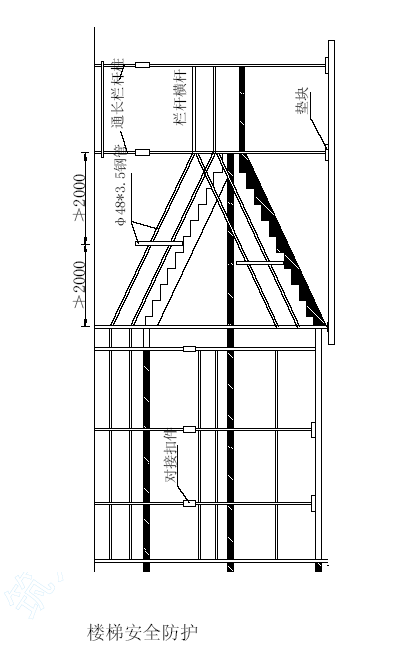 通长栏杆柱
栏杆横杆
垫块
φ48*3.5钢管
≯2000
≯2000
对接扣件
楼梯安全防护